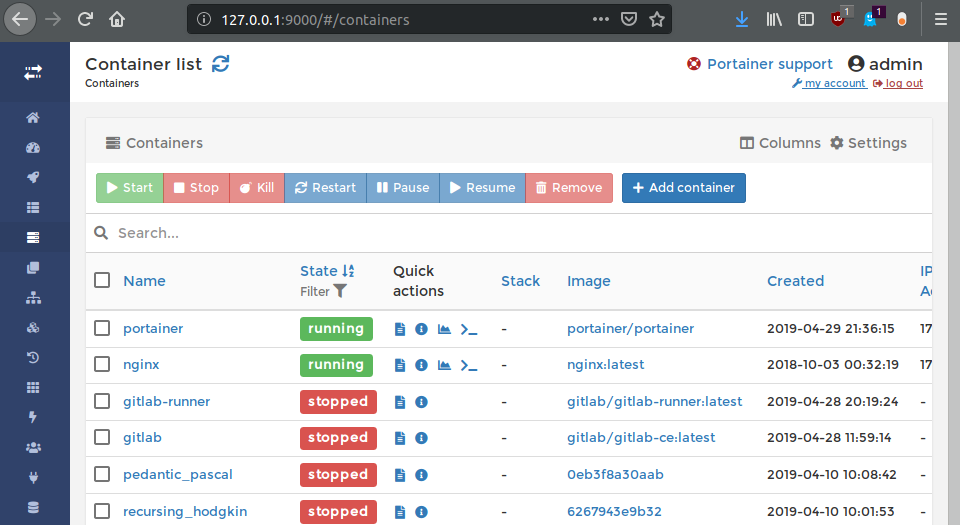 127.0.0.1:9000/#/containers
1
1
Container list
Portainer support
admin
Containers
my account
log out
Containers
Columns
Settings
Start Stop Kill Restart Pause Resume Remove Add container
Search...
Name State Quick actions Stack Image Created IP
Filter
portainer running - portainer/portainer 2019-04-29 21:36:15 17
nginx running - nginx:latest 2018-10-03 00:32:19 17
gitlab-runner stopped - gitlab/gitlab-runner:latest 2019-04-28 20:19:24 -
gitlab stopped - gitlab/gitlab-ce:latest 2019-04-28 11:59:14 -
pedantic_pascal stopped - 0eb3f8a30aab 2019-04-10 10:08:42 -
recursing_hodgkin stopped - 6267943e9b32 2019-04-10 10:01:53 -